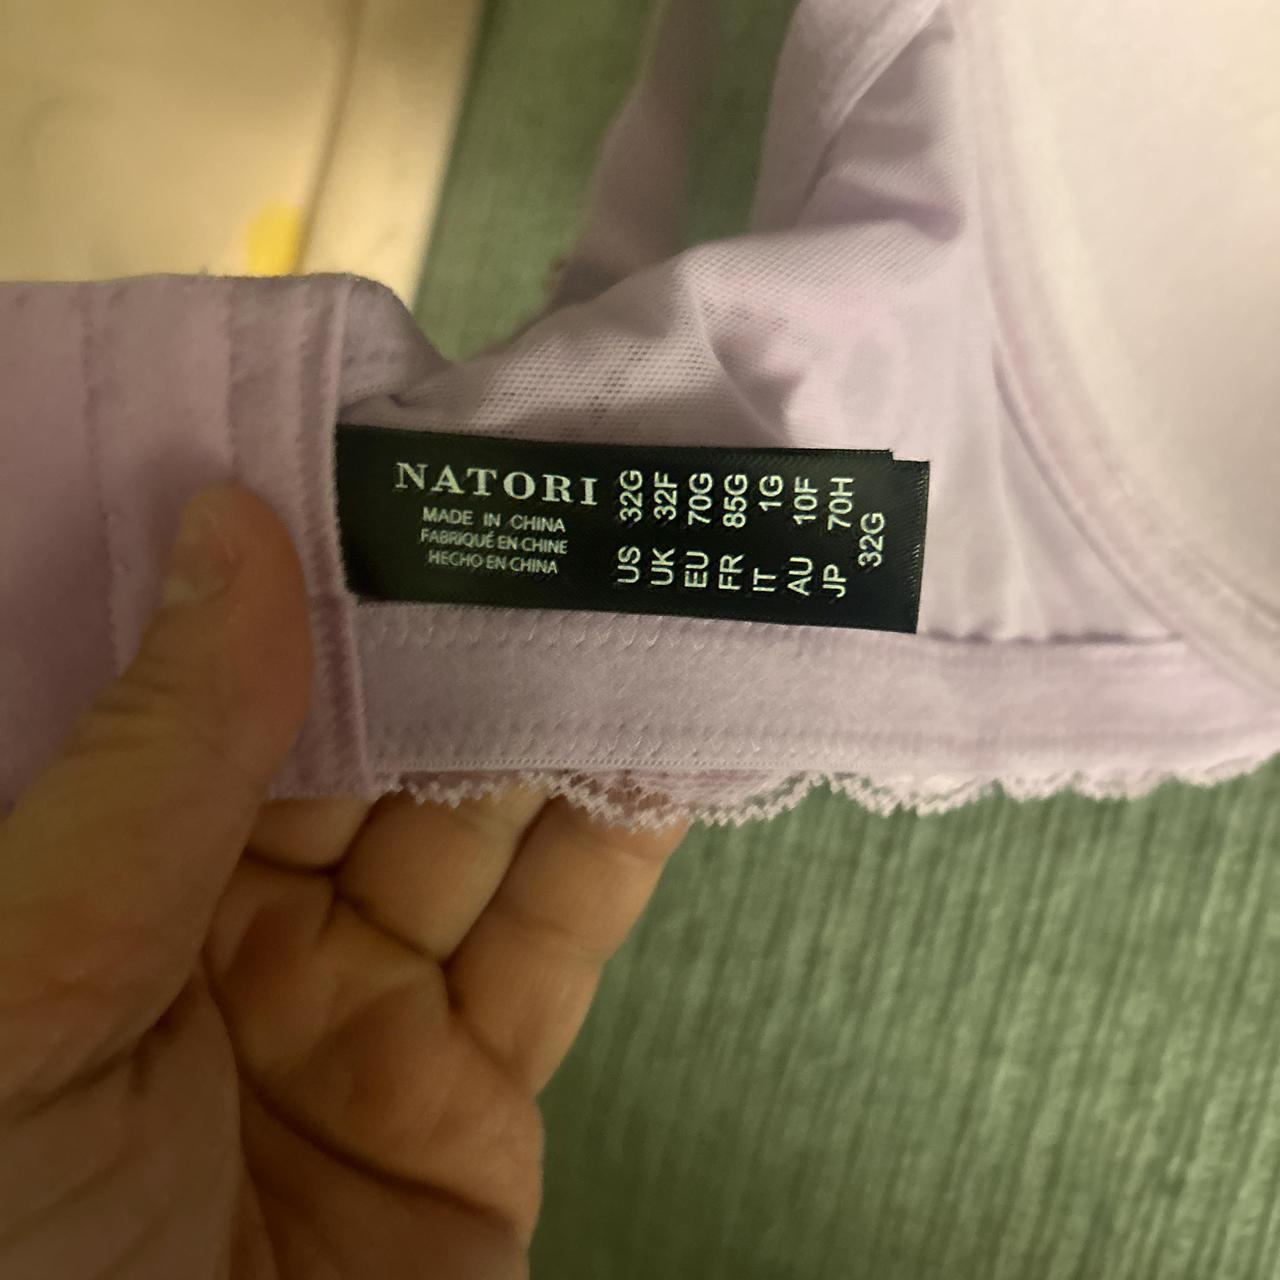 NATORI
MADE IN CHINA
FABRIQUÉ EN CHINE
HECHO EN CHINA
US 32G
UK 32F
EU 70G
FR 85G
IT 1G
AU 10F
JP 70H
32G